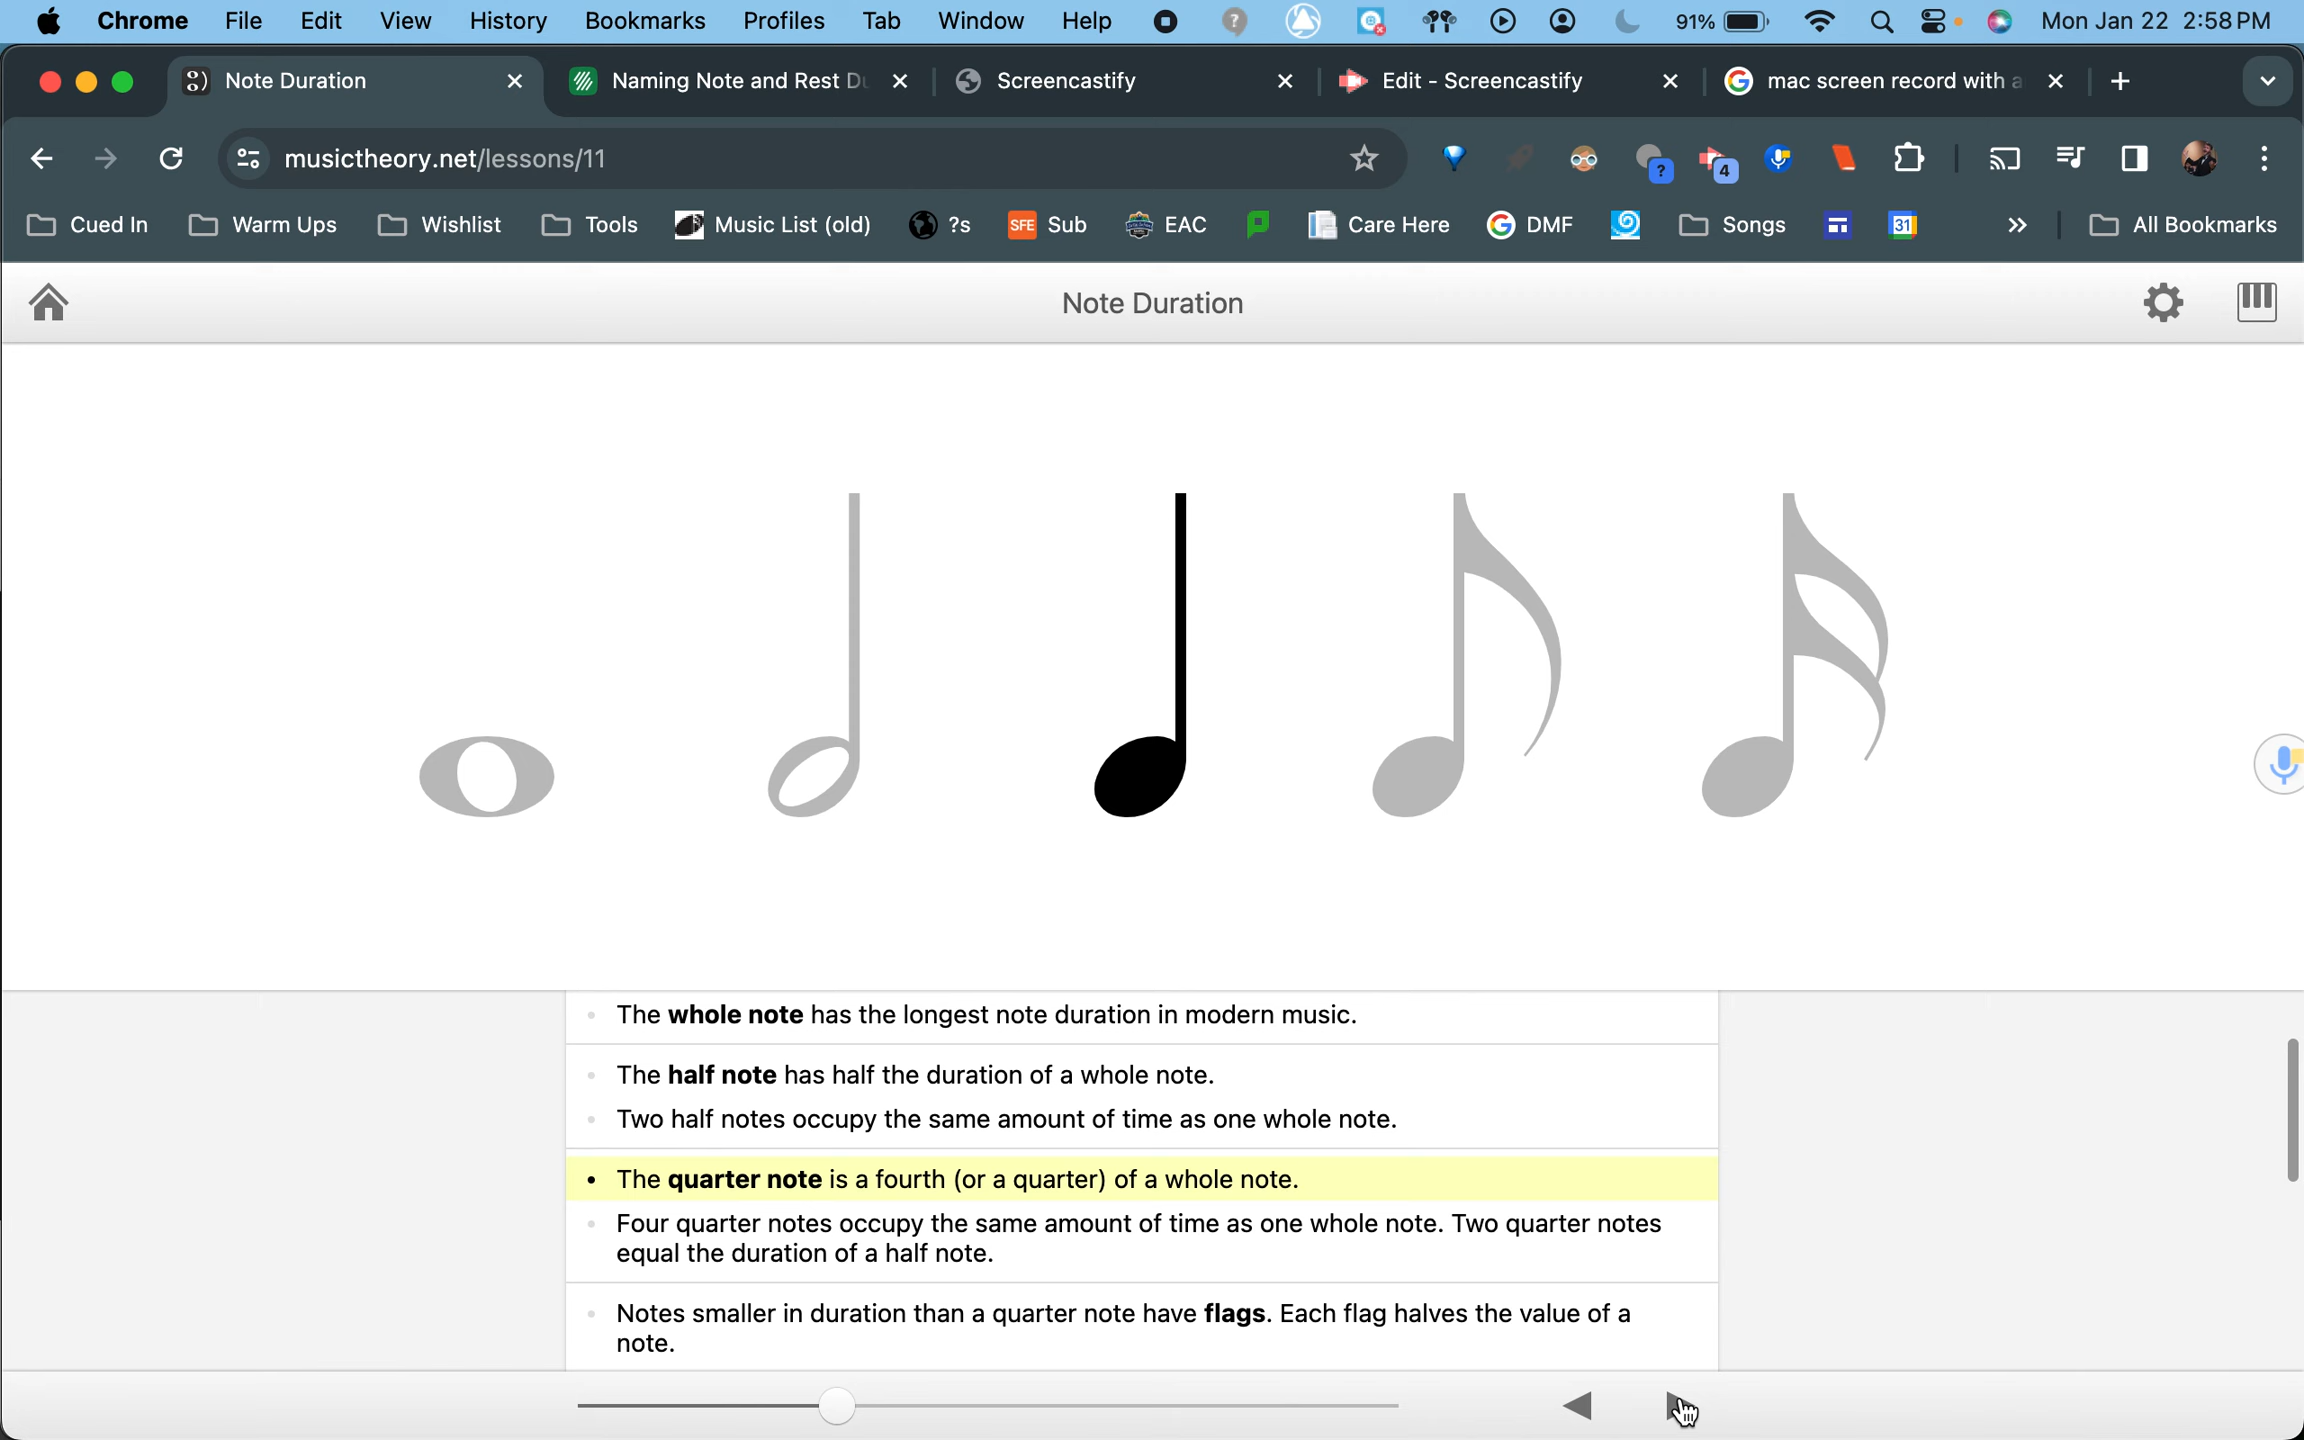 Chrome File Edit View History Bookmarks Profiles Tab Window Help 91% Mon Jan 22 2:58 PM
Note Duration Naming Note and Rest Du Screencastify Edit - Screencastify mac screen record with a
musictheory.net/lessons/11 ? 4
Cued In Warm Ups Wishlist Tools Music List (old) ?s SFE Sub EAC Care Here DMF Songs 31 » All Bookmarks
Note Duration
The whole note has the longest note duration in modern music.
The half note has half the duration of a whole note.
Two half notes occupy the same amount of time as one whole note.
The quarter note is a fourth (or a quarter) of a whole note.
Four quarter notes occupy the same amount of time as one whole note. Two quarter notes
equal the duration of a half note.
Notes smaller in duration than a quarter note have flags. Each flag halves the value of a
note.